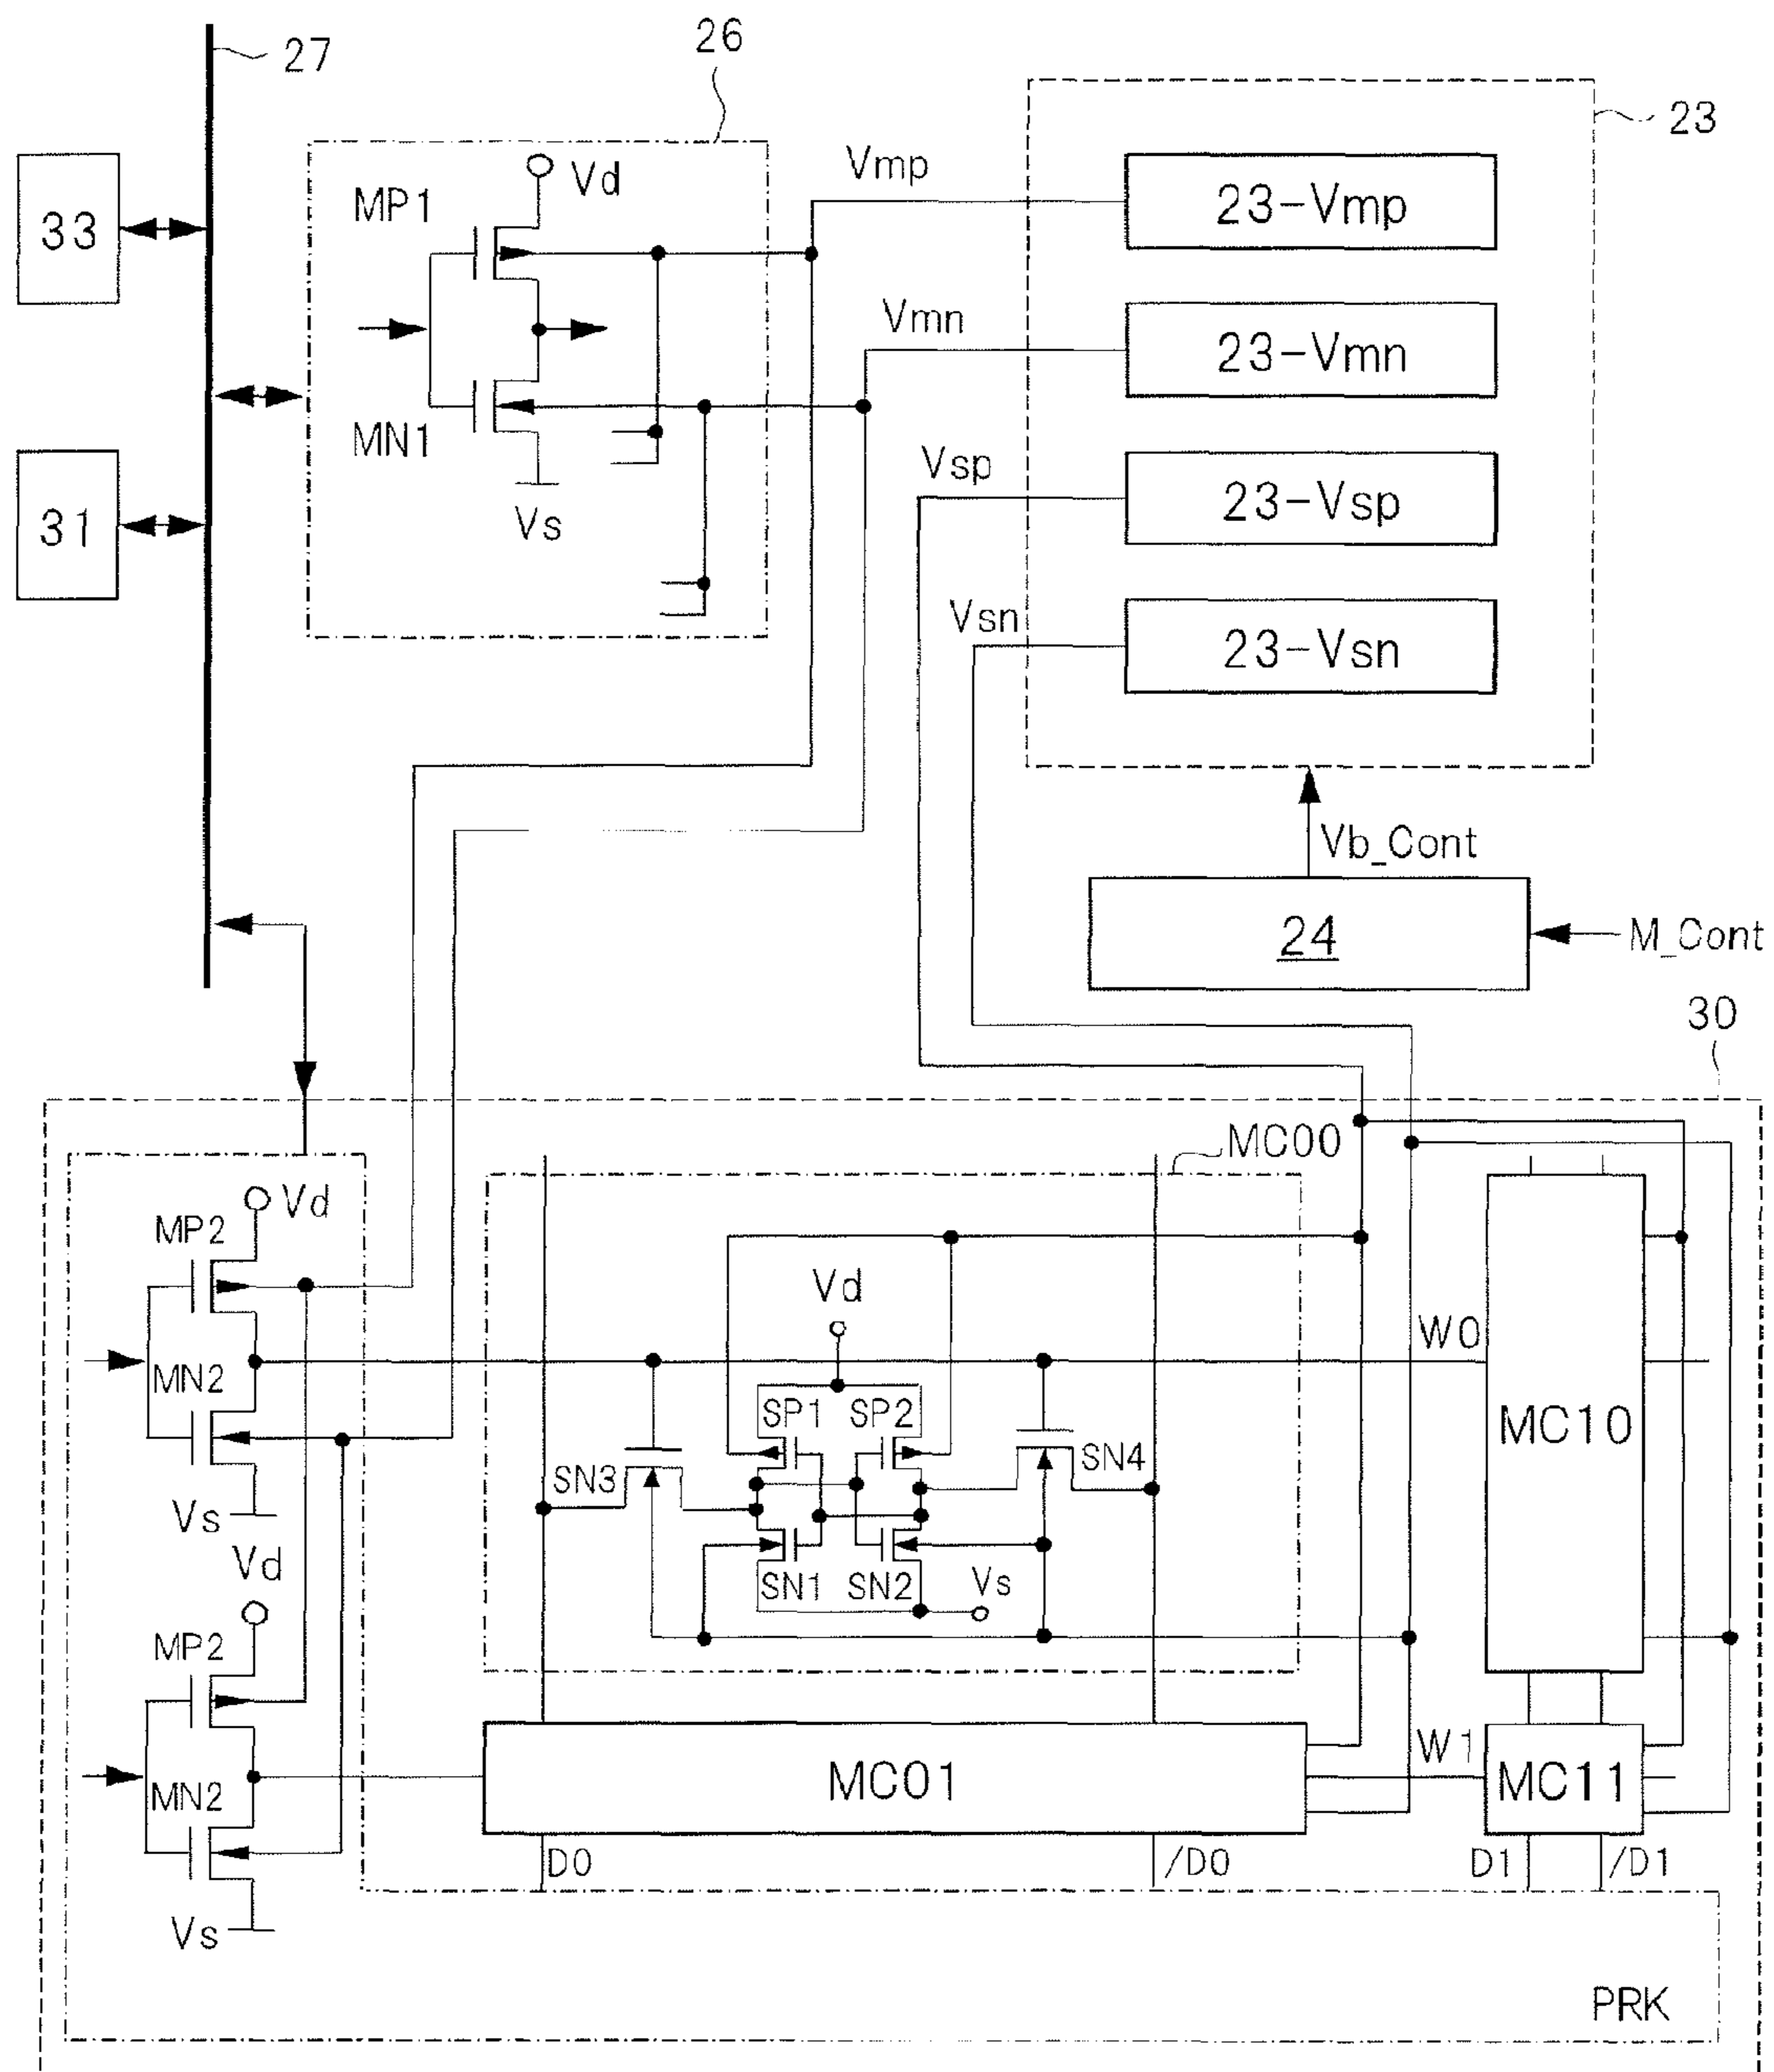 27
26
23
33
31
MP1
Vd
MN1
Vs
Vmp
23-Vmp
Vmn
23-Vmn
Vsp
23-Vsp
Vsn
23-Vsn
Vb_Cont
24
M_Cont
30
MC00
Vd
MP2
MN2
Vs
Vd
W0
SP1
SP2
SN3
SN4
SN1
SN2
Vs
MC10
Vd
MP2
MN2
Vs
MC01
W1
MC11
D0
/D0
D1
/D1
PRK